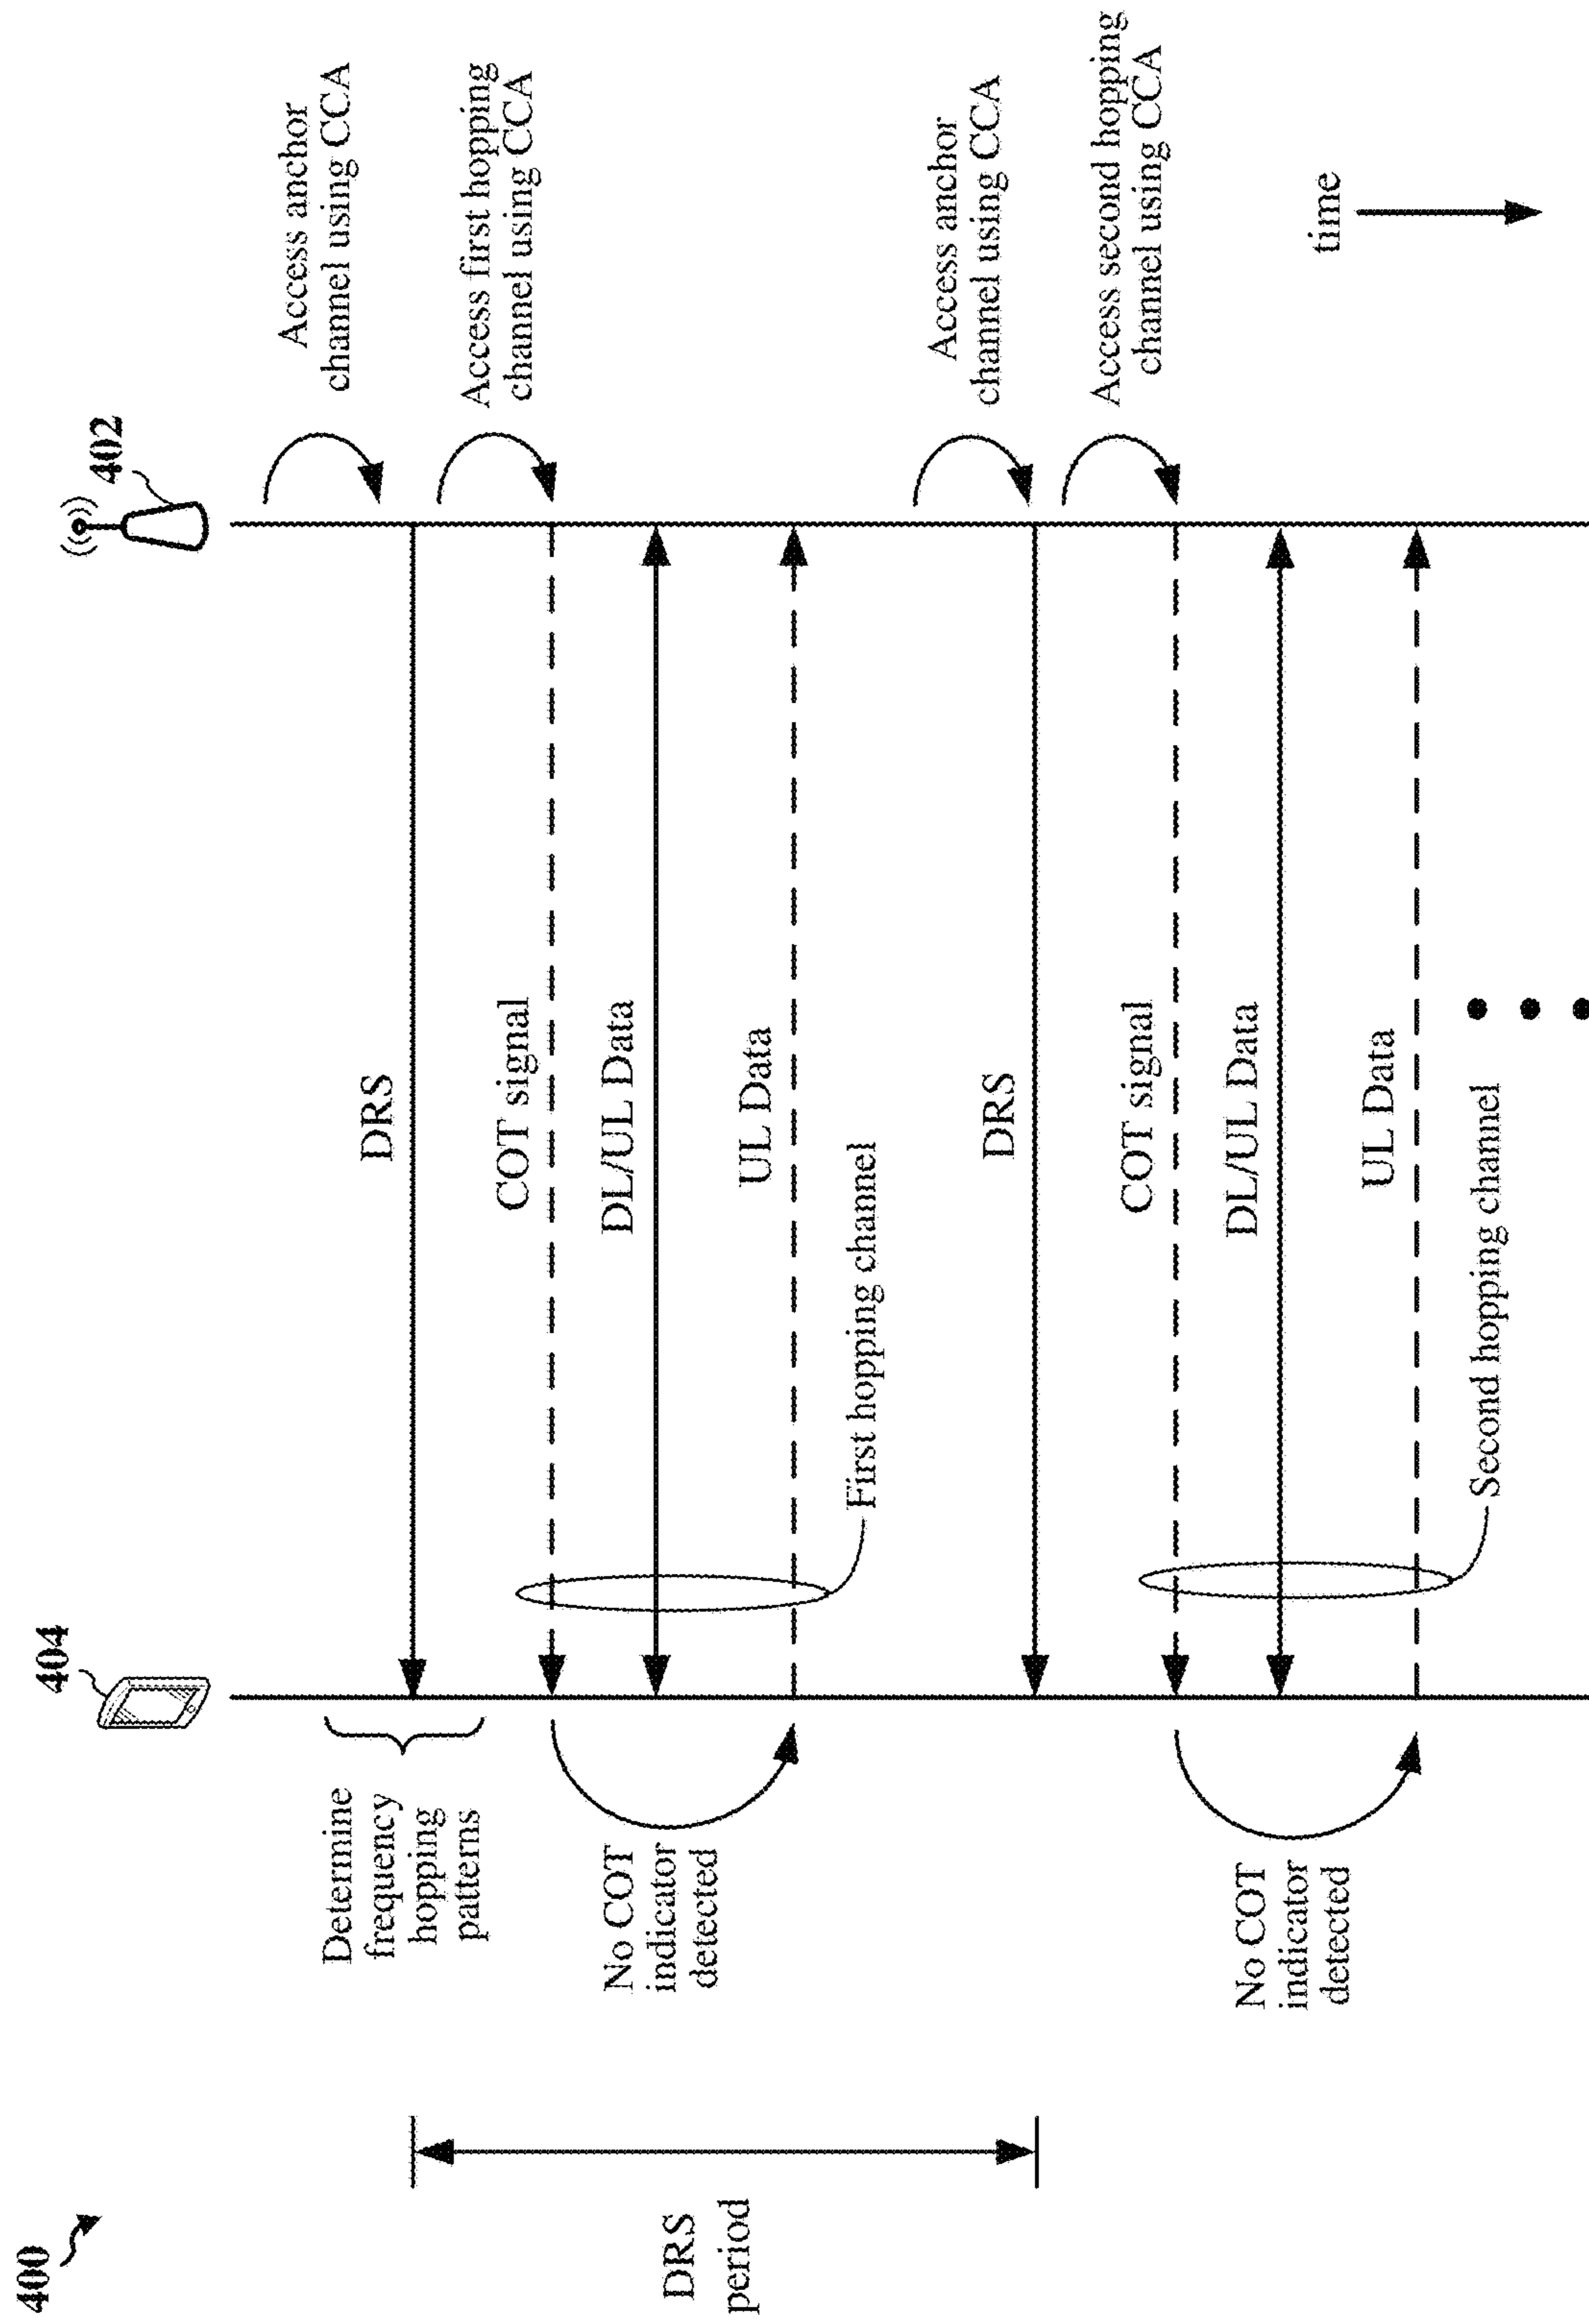 400
404
402
Determine
frequency
hopping
patterns
DRS
Access anchor
channel using CCA
Access first hopping
channel using CCA
COT signal
No COT
indicator
detected
DL/UL Data
UL Data
First hopping channel
DRS
period
Access anchor
channel using CCA
DRS
Access second hopping
channel using CCA
COT signal
No COT
indicator
detected
DL/UL Data
UL Data
Second hopping channel
time